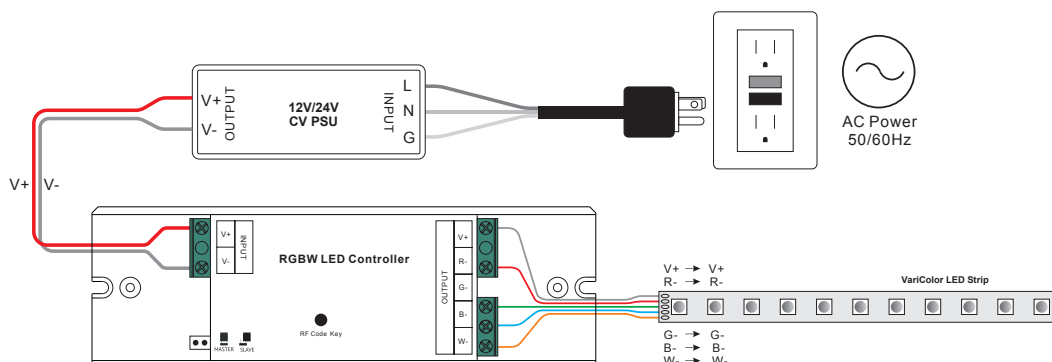 V+
V-
OUTPUT
12V/24V
CV PSU
INPUT
L
N
G
AC Power
50/60Hz
V+
V-
V+
V-
INPUT
RGBW LED Controller
RF Code Key
MASTER
SLAVE
OUTPUT
V+
R-
G-
B-
W-
V+ → V+
R- → R-
VariColor LED Strip
G- → G-
B- → B-
W- → W-